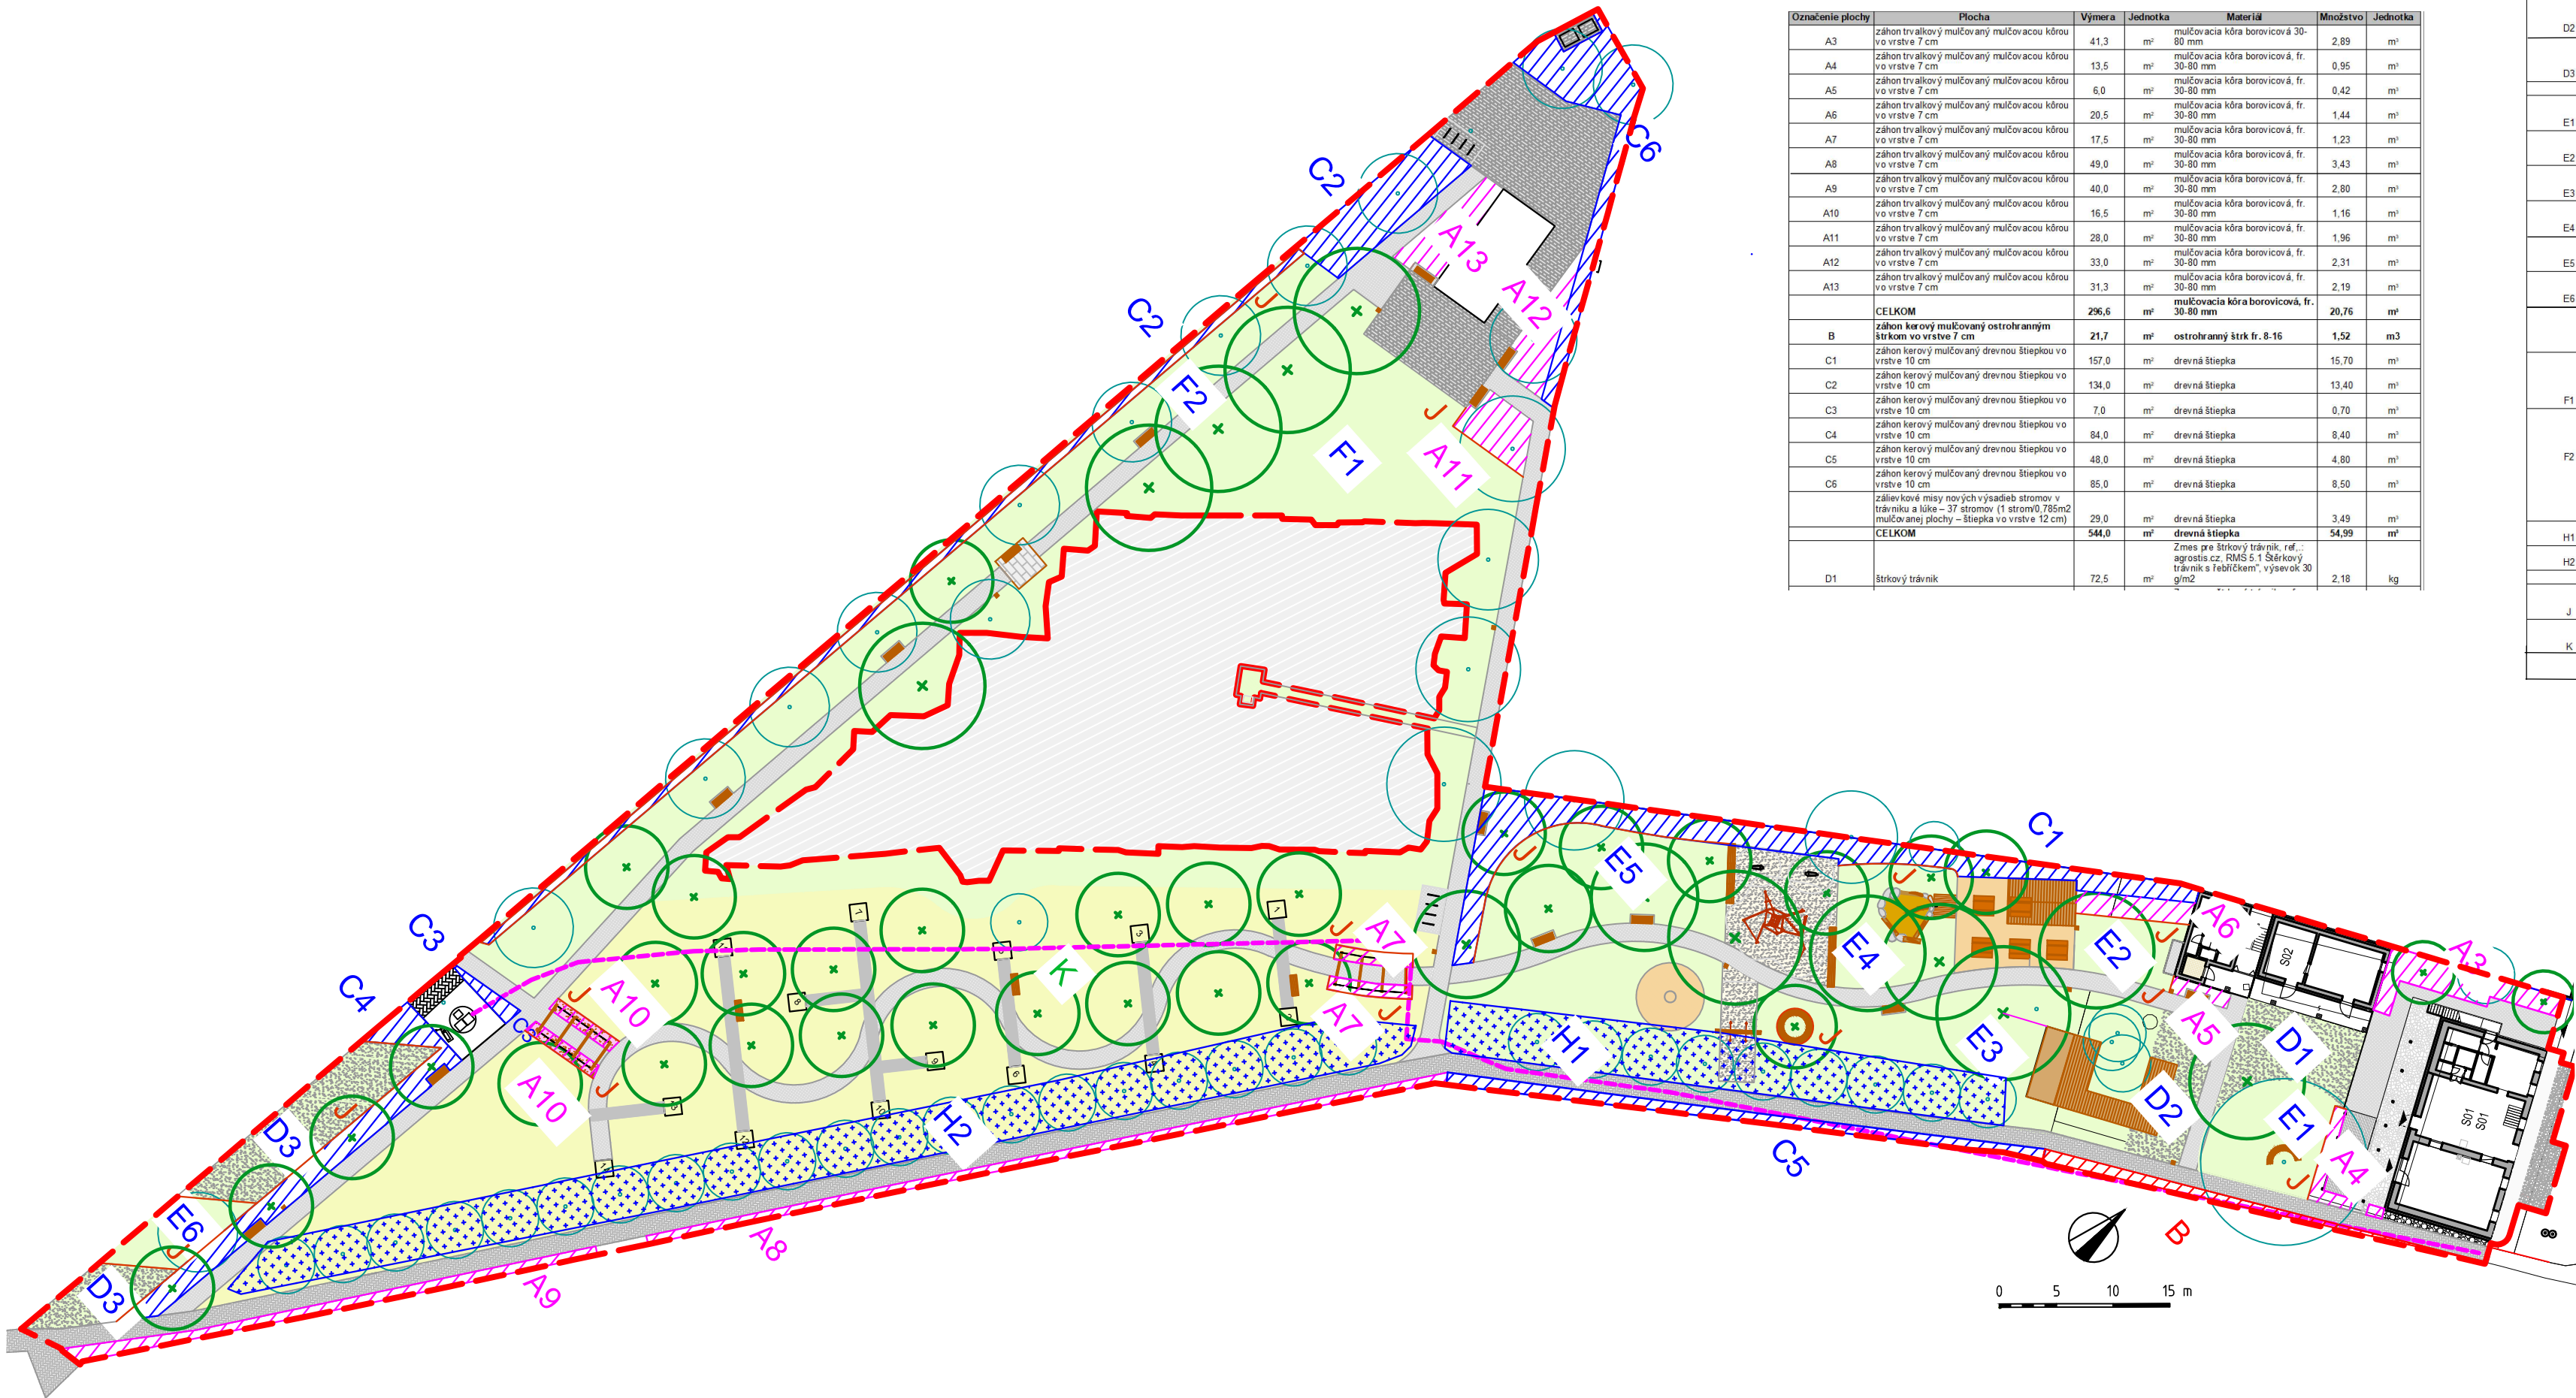 Označenie plochy Plocha Výmera Jednotka Materiál Množstvo Jednotka
záhon trvalkový mulčovaný mulčovacou kôrou mulčovacia kôra borovicová 30-
A3 vo vrstve 7 cm 41,3 m² 80 mm 2,89 m³
záhon trvalkový mulčovaný mulčovacou kôrou mulčovacia kôra borovicová, fr.
A4 vo vrstve 7 cm 13,5 m² 30-80 mm 0,95 m³
záhon trvalkový mulčovaný mulčovacou kôrou mulčovacia kôra borovicová, fr.
A5 vo vrstve 7 cm 6,0 m² 30-80 mm 0,42 m³
záhon trvalkový mulčovaný mulčovacou kôrou mulčovacia kôra borovicová, fr.
A6 vo vrstve 7 cm 20,5 m² 30-80 mm 1,44 m³
záhon trvalkový mulčovaný mulčovacou kôrou mulčovacia kôra borovicová, fr.
A7 vo vrstve 7 cm 17,5 m² 30-80 mm 1,23 m³
záhon trvalkový mulčovaný mulčovacou kôrou mulčovacia kôra borovicová, fr.
A8 vo vrstve 7 cm 49,0 m² 30-80 mm 3,43 m³
záhon trvalkový mulčovaný mulčovacou kôrou mulčovacia kôra borovicová, fr.
A9 vo vrstve 7 cm 40,0 m² 30-80 mm 2,80 m³
záhon trvalkový mulčovaný mulčovacou kôrou mulčovacia kôra borovicová, fr.
A10 vo vrstve 7 cm 16,5 m² 30-80 mm 1,16 m³
záhon trvalkový mulčovaný mulčovacou kôrou mulčovacia kôra borovicová, fr.
A11 vo vrstve 7 cm 28,0 m² 30-80 mm 1,96 m³
záhon trvalkový mulčovaný mulčovacou kôrou mulčovacia kôra borovicová, fr.
A12 vo vrstve 7 cm 33,0 m² 30-80 mm 2,31 m³
záhon trvalkový mulčovaný mulčovacou kôrou mulčovacia kôra borovicová, fr.
A13 vo vrstve 7 cm 31,3 m² 30-80 mm 2,19 m³
mulčovacia kôra borovicová, fr.
CELKOM 296,6 m² 30-80 mm 20,76 m³
záhon kerový mulčovaný ostrohranným
B štrkom vo vrstve 7 cm 21,7 m² ostrohranný štrk fr. 8-16 1,52 m3
záhon kerový mulčovaný drevnou štiepkou vo
C1 vrstve 10 cm 157,0 m² drevná štiepka 15,70 m³
záhon kerový mulčovaný drevnou štiepkou vo
C2 vrstve 10 cm 134,0 m² drevná štiepka 13,40 m³
záhon kerový mulčovaný drevnou štiepkou vo
C3 vrstve 10 cm 7,0 m² drevná štiepka 0,70 m³
záhon kerový mulčovaný drevnou štiepkou vo
C4 vrstve 10 cm 84,0 m² drevná štiepka 8,40 m³
záhon kerový mulčovaný drevnou štiepkou vo
C5 vrstve 10 cm 48,0 m² drevná štiepka 4,80 m³
záhon kerový mulčovaný drevnou štiepkou vo
C6 vrstve 10 cm 85,0 m² drevná štiepka 8,50 m³
zálievkové misy nových výsadieb stromov v
trávniku a lúke – 37 stromov (1 strom/0,785m2
mulčovanej plochy – štiepka vo vrstve 12 cm) 29,0 m² drevná štiepka 3,49 m³
CELKOM 544,0 m² drevná štiepka 54,99 m³
Zmes pre štrkový trávnik, ref.:
agrostis.cz, RMS 5.1 Štěrkový
trávnik s řebříčkem", výsevok 30
D1 štrkový trávnik 72,5 m² g/m2 2,18 kg
D2
D3
E1
E2
E3
E4
E5
E6
F1
F2
H1
H2
J
K
C6
C2
A13
A12
J
C2
F2
F1
J
A11
C1
J
E5
J
A6
C3
A7
J
A7
J
K
E4
E2
J
S02
A3
C4
J
A10
C3
A10
J
H1
E3
J
J
A5
D1
J
D3
H2
D2
E1
S01
S01
C5
A4
J
E6
J
D3
A8
A9
B
7
1
3
8
9
6
10
0 5 10 15 m